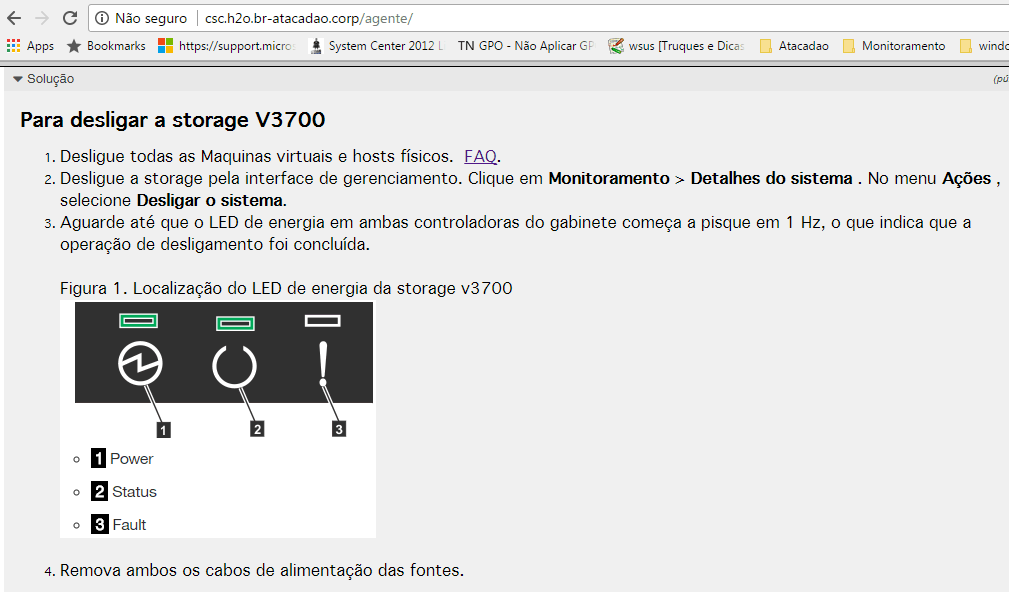 Não seguro | csc.h2o.br-atacadao.corp/agente/
Apps Bookmarks https://support.micros System Center 2012 L TN GPO - Não Aplicar GP wsus [Truques e Dicas Atacadao Monitoramento windo
Solução (pú
Para desligar a storage V3700
1. Desligue todas as Maquinas virtuais e hosts físicos. FAQ.
2. Desligue a storage pela interface de gerenciamento. Clique em Monitoramento > Detalhes do sistema . No menu Ações ,
selecione Desligar o sistema.
3. Aguarde até que o LED de energia em ambas controladoras do gabinete começa a pisque em 1 Hz, o que indica que a
operação de desligamento foi concluída.
Figura 1. Localização do LED de energia da storage v3700
1 2 3
1 Power
2 Status
3 Fault
4. Remova ambos os cabos de alimentação das fontes.